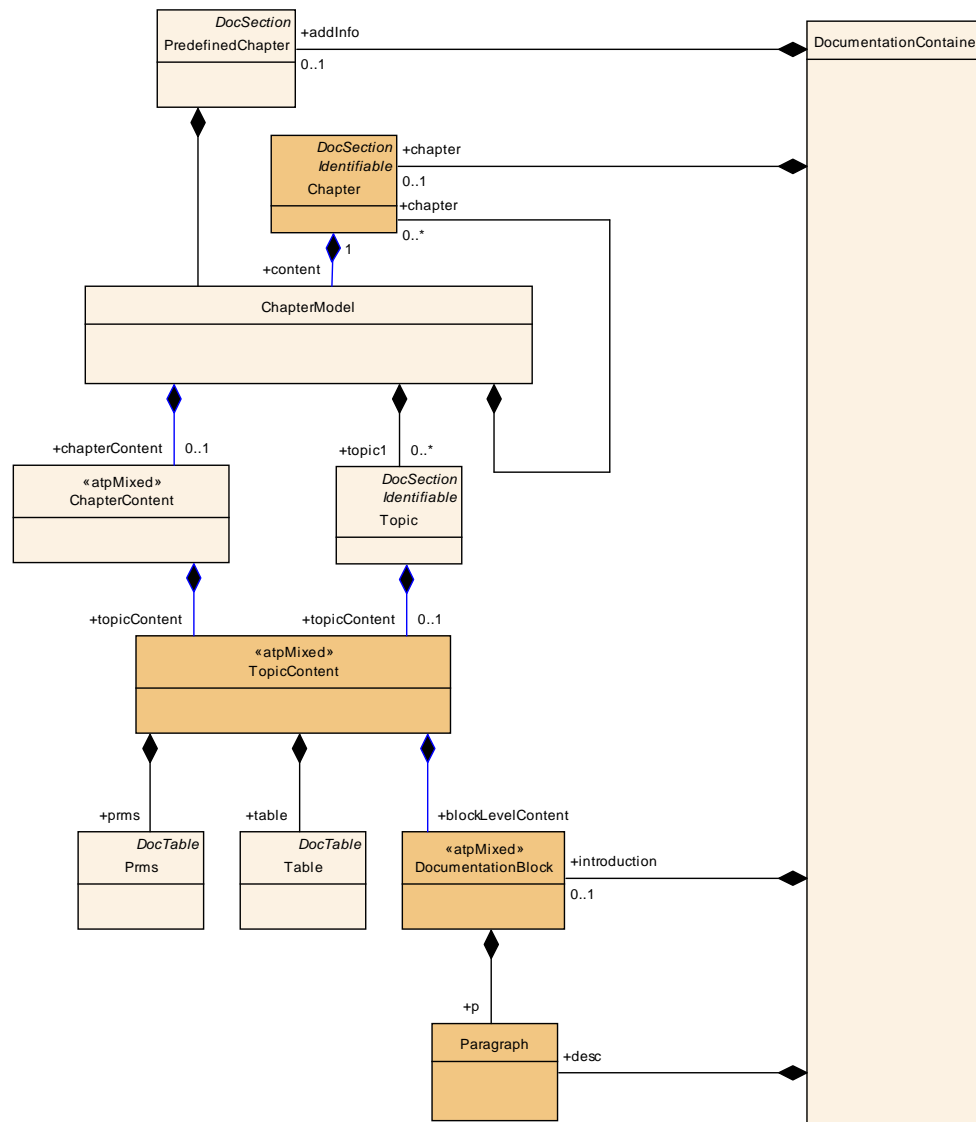 DocSection
PredefinedChapter
+addInfo
0..1
DocumentationContaine
DocSection
Identifiable
Chapter
+chapter
0..1
+chapter
0..*
1
+content
ChapterModel
+chapterContent
0..1
+topic1
0..*
«atpMixed»
ChapterContent
DocSection
Identifiable
Topic
+topicContent
+topicContent
0..1
«atpMixed»
TopicContent
+prms
+table
+blockLevelContent
DocTable
Prms
DocTable
Table
«atpMixed»
DocumentationBlock
+introduction
0..1
+p
Paragraph
+desc